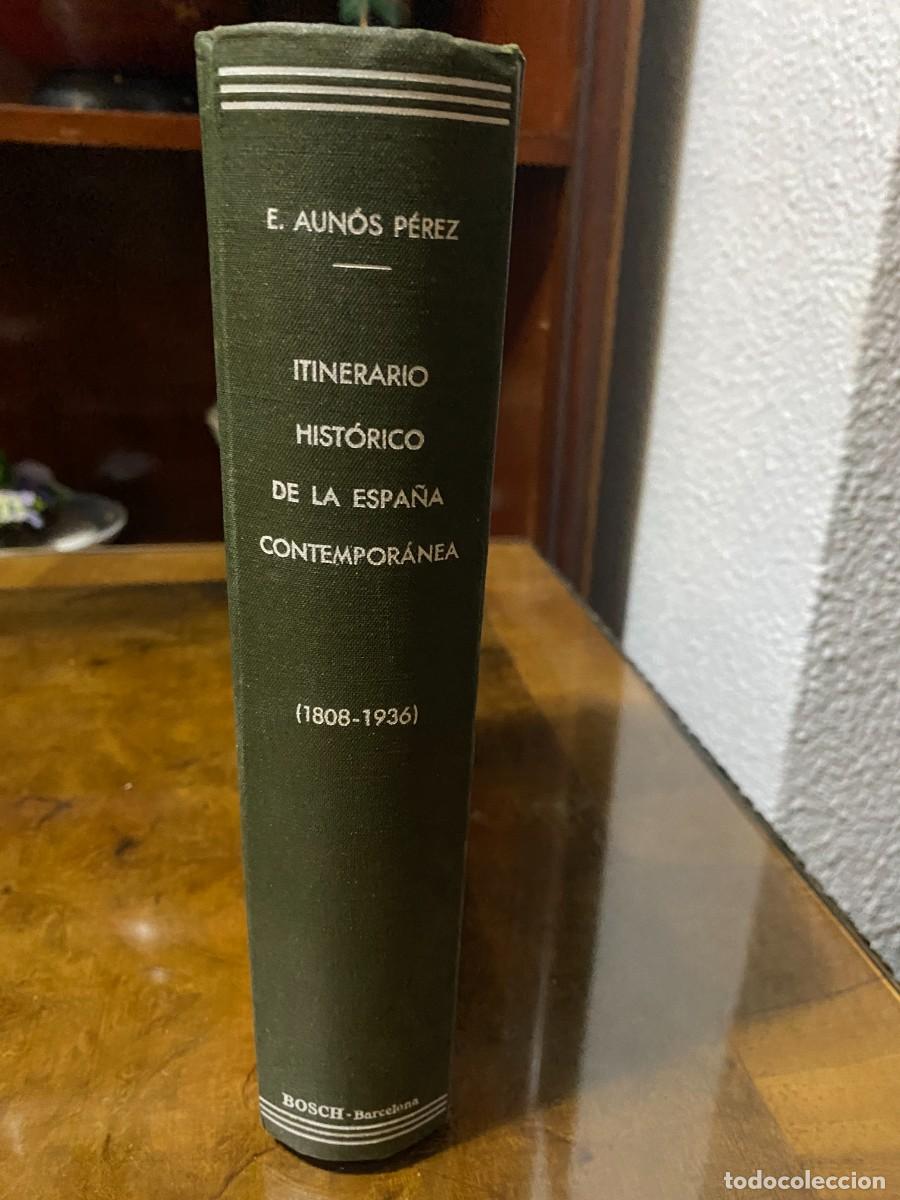 E. AUNÓS PÉREZ
ITINERARIO
HISTÓRICO
DE LA ESPAÑA
CONTEMPORÁNEA
(1808-1936)
BOSCH - Barcelona
todocoleccion